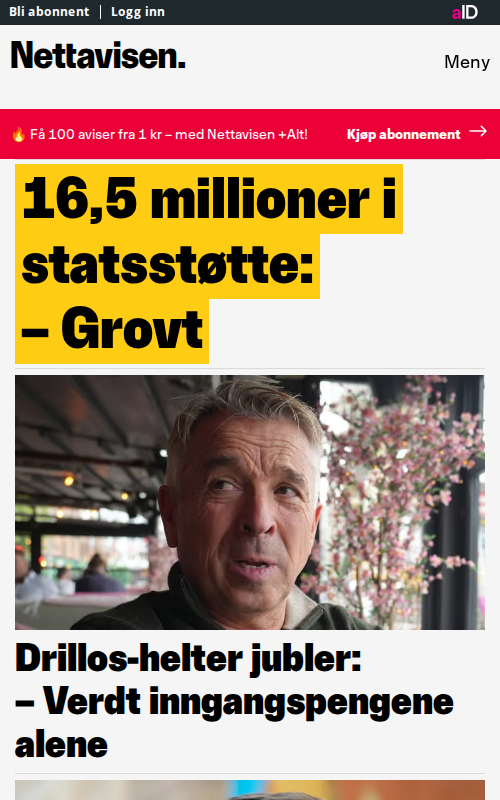 Bli abonnent | Logg inn
aID
Nettavisen.
Meny
🔥 Få 100 aviser fra 1 kr – med Nettavisen +Alt!
Kjøp abonnement →
16,5 millioner i
statsstøtte:
– Grovt
Drillos-helter jubler:
– Verdt inngangspengene
alene